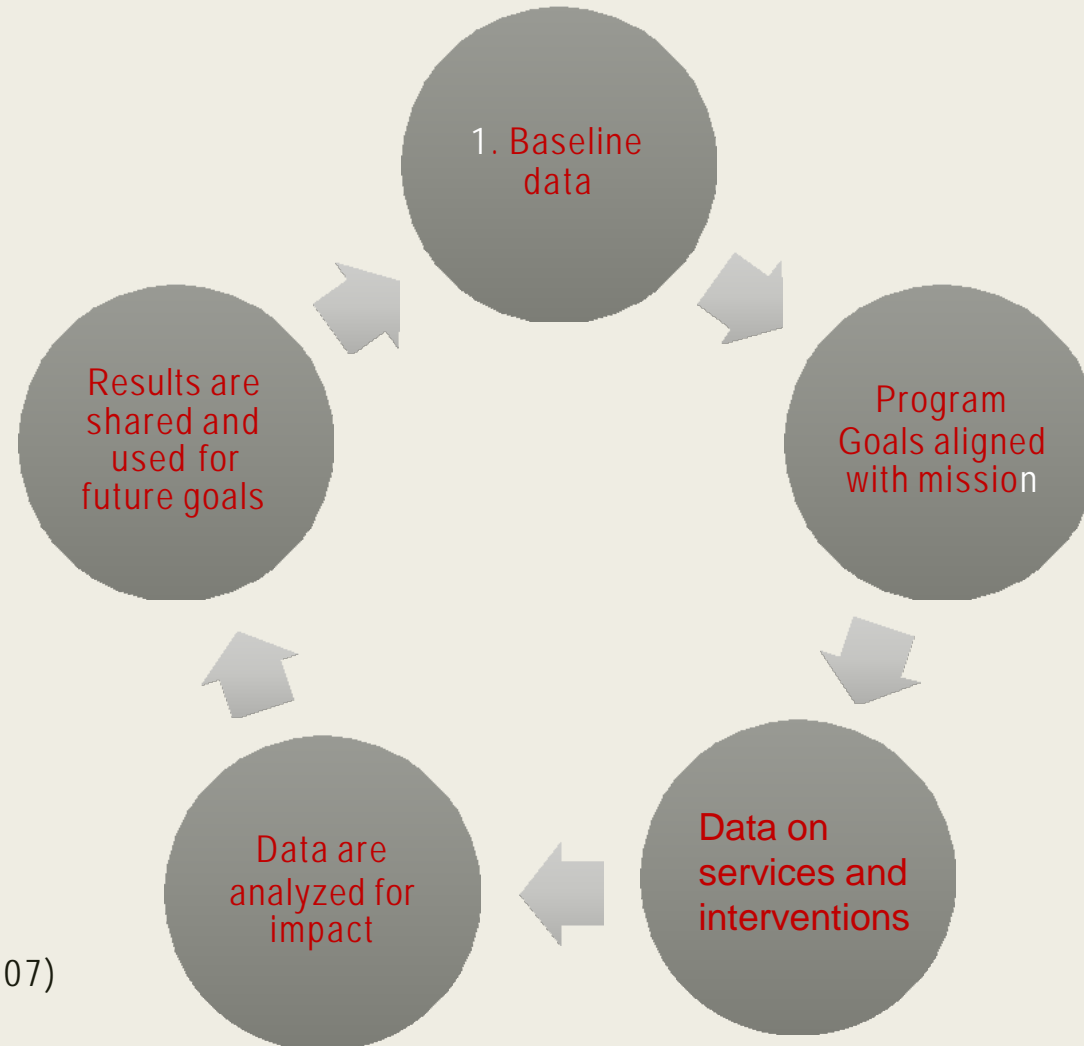 1. Baseline
data
Program
Goals aligned
with mission
Data on
services and
interventions
Data are
analyzed for
impact
Results are
shared and
used for
future goals
07)